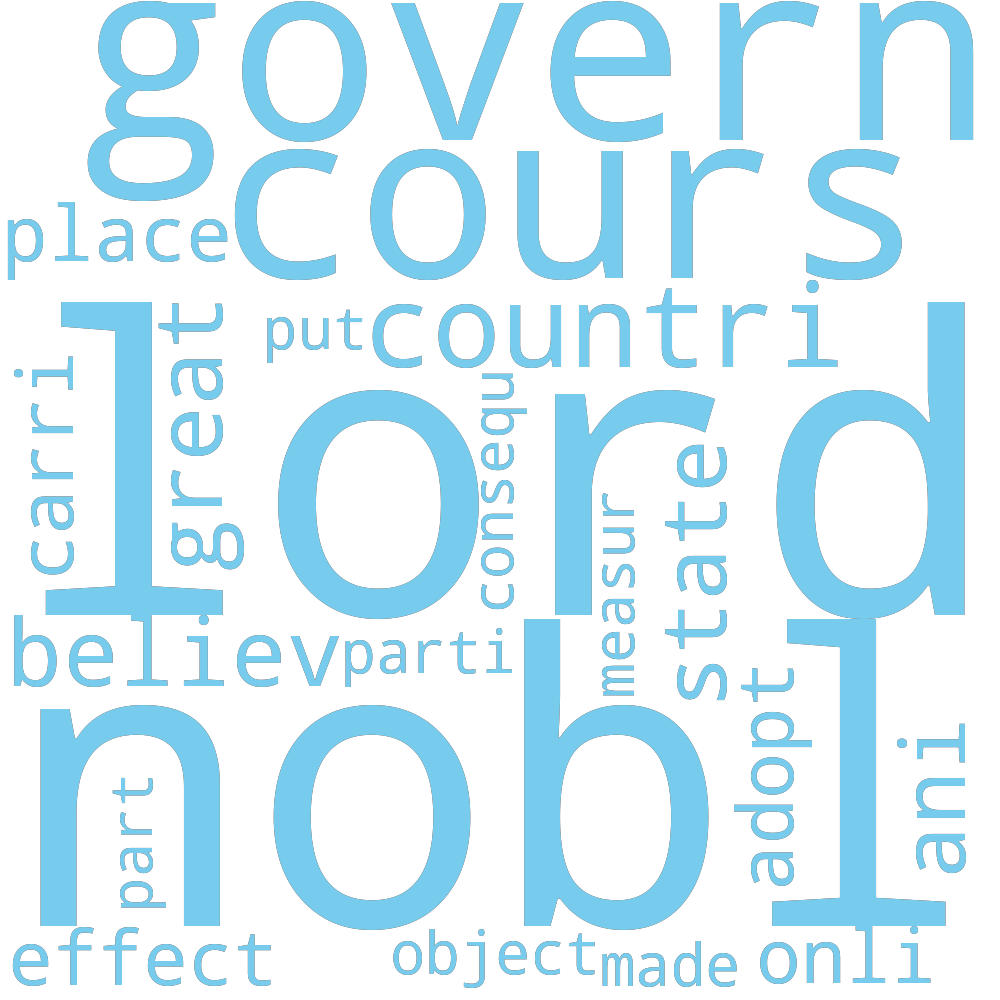 govern
cours
place
put
countri
carri
great
lord
consequ
measur
state
believ
parti
nobl
part
adopt
ani
effect
object
made
onli